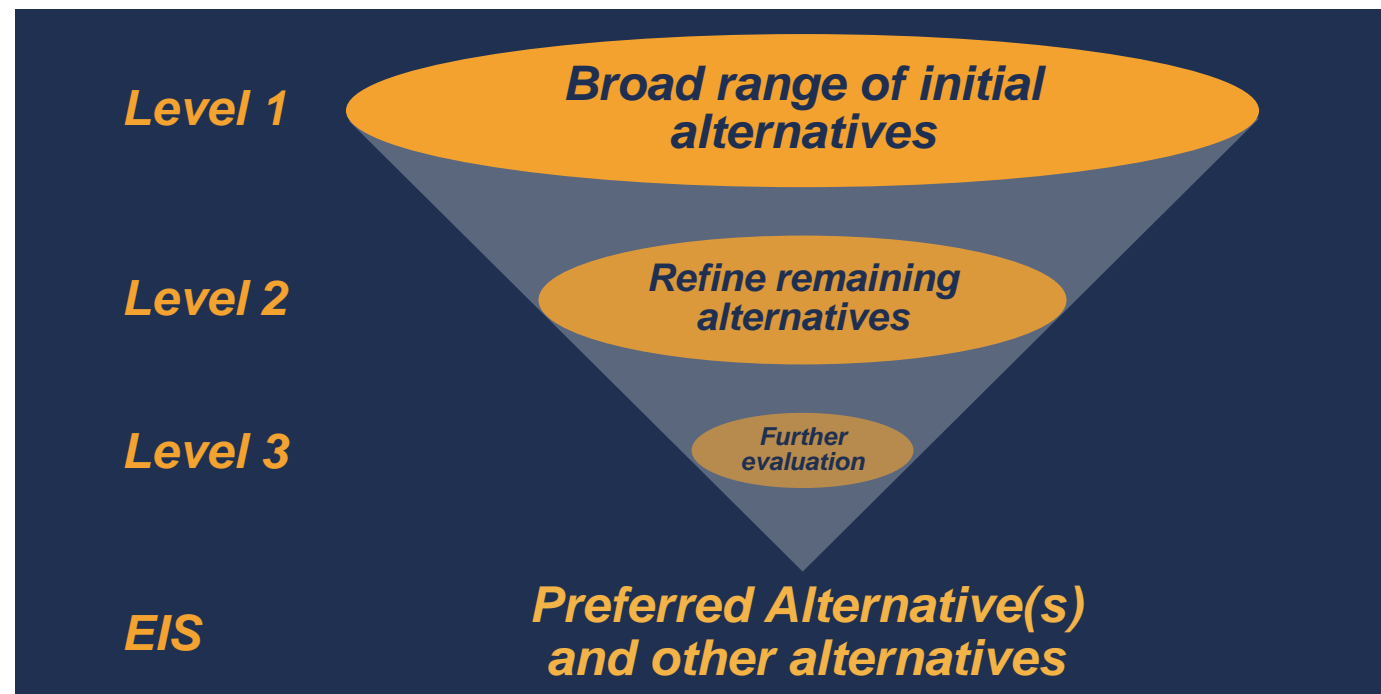 Level 1
Broad range of initial
alternatives
Level 2
Refine remaining
alternatives
Level 3
Further
evaluation
EIS
Preferred Alternative(s)
and other alternatives